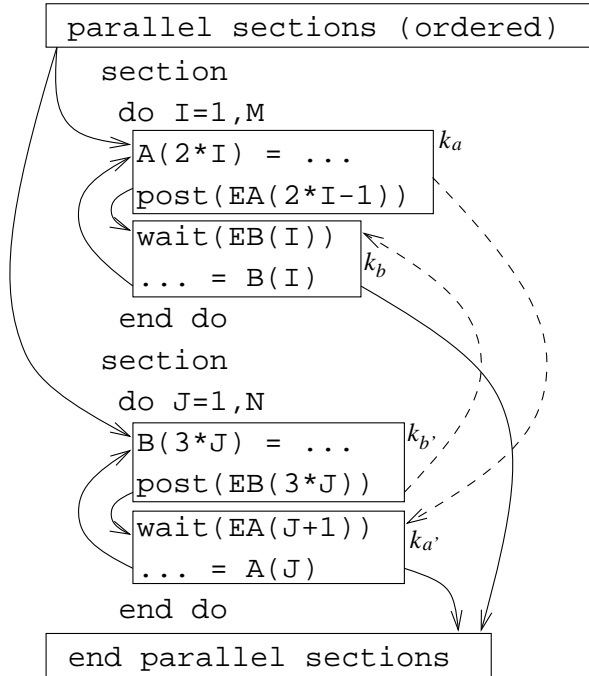 parallel sections (ordered)
section
do I=1,M
A(2*I) = ...
k_a
post(EA(2*I-1))
wait(EB(I))
k_b
... = B(I)
end do
section
do J=1,N
B(3*J) = ...
k_b'
post(EB(3*J))
wait(EA(J+1))
k_a'
... = A(J)
end do
end parallel sections